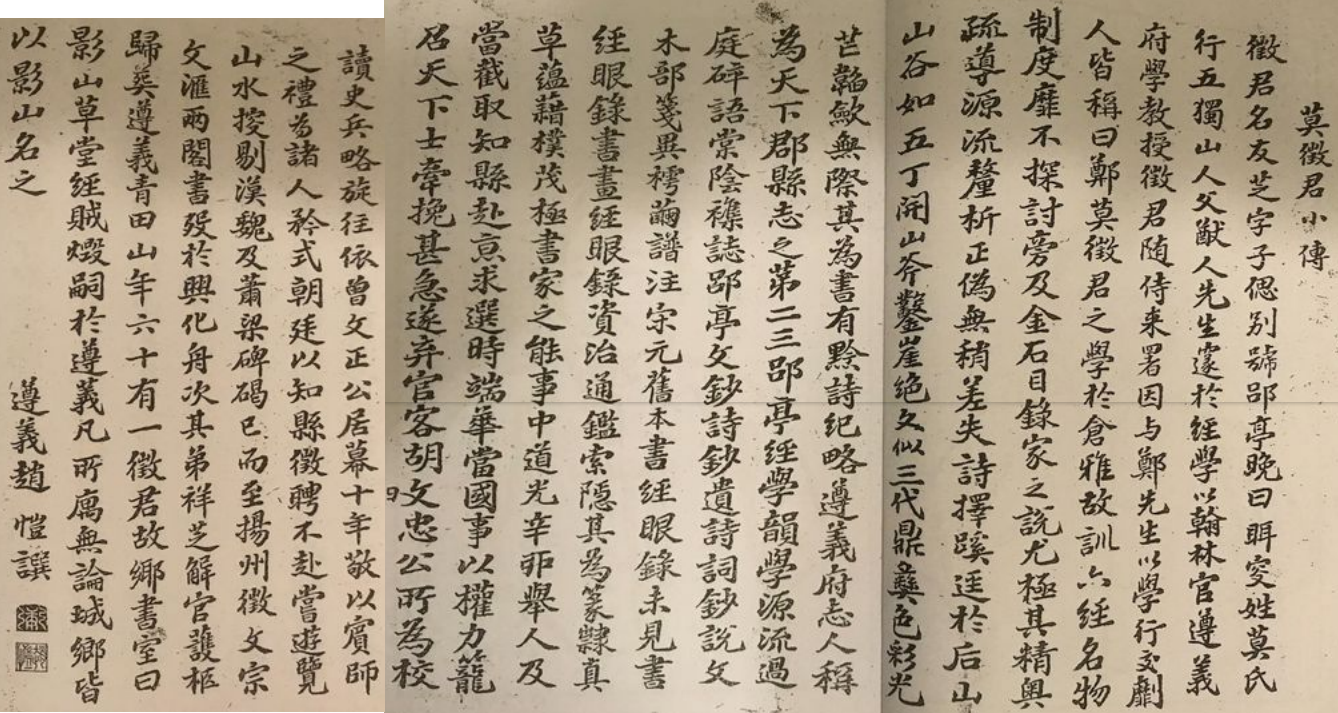 莫徵君小傳
徵君名友芝字子偲別號郘亭晚曰眲叟姓莫氏
行五獨山人父猷人先生邃於經學以翰林官遵義
府學教授徵君隨侍來署因与鄭先生以學行交劘
人皆稱曰鄭莫徵君之學於倉雅故訓六經名物
制度靡不探討旁及金石目錄家之說尤極其精奥
疏導源流釐析正偽無稍差失詩擇蹊迳於后山
山谷如五丁開山斧鑿崖絕文似三代鼎彝色彩光
芒韜歛無際其為書有黔詩紀略遵義府志人稱
為天下郡縣志之第二三郘亭經學韻學源流過
庭碎語棠陰襍誌郘亭文鈔詩鈔遺詩詞鈔說文
木部箋異樗繭譜注宗元舊本書經眼錄未見書
經眼錄書畫經眼錄資治通鑑索隱其為篆隸真
草蘊藉樸茂極書家之能事中道光辛丣舉人及
當截取知縣赴京求選時端華當國事以權力籠
召天下士牽挽甚急遂弃官客胡文忠公所為校
讀史兵略旋往依曾文正公居幕十年敬以賓師
之禮為諸人矜式朝廷以知縣徵聘不赴嘗遊覽
山水搜剔漢魏及蕭梁碑碣已而至揚州徵文宗
文滙兩閣書歿於興化舟次其弟祥芝解官護柩
歸葬遵義青田山年六十有一徵君故鄉書室曰
影山草堂經賊燬嗣於遵義凡所寓無論城鄉皆
以影山名之
遵義趙愷譔